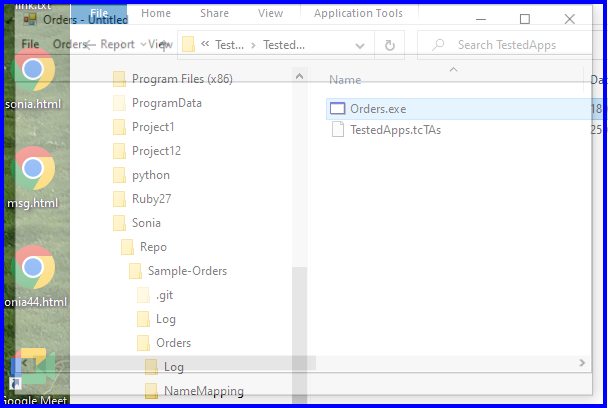 link.txt
File Home Share View Application Tools
Orders - Untitled
File Orders Report View
Test... Tested...
Search TestedApps
sonia.html
msg.html
onia44.html
Google Meet
Program Files (x86)
ProgramData
Project1
Project12
python
Ruby27
Sonia
Repo
Sample-Orders
.git
Log
Orders
Log
NameMapping
Name Da
Orders.exe 18
TestedApps.tcTAs 25